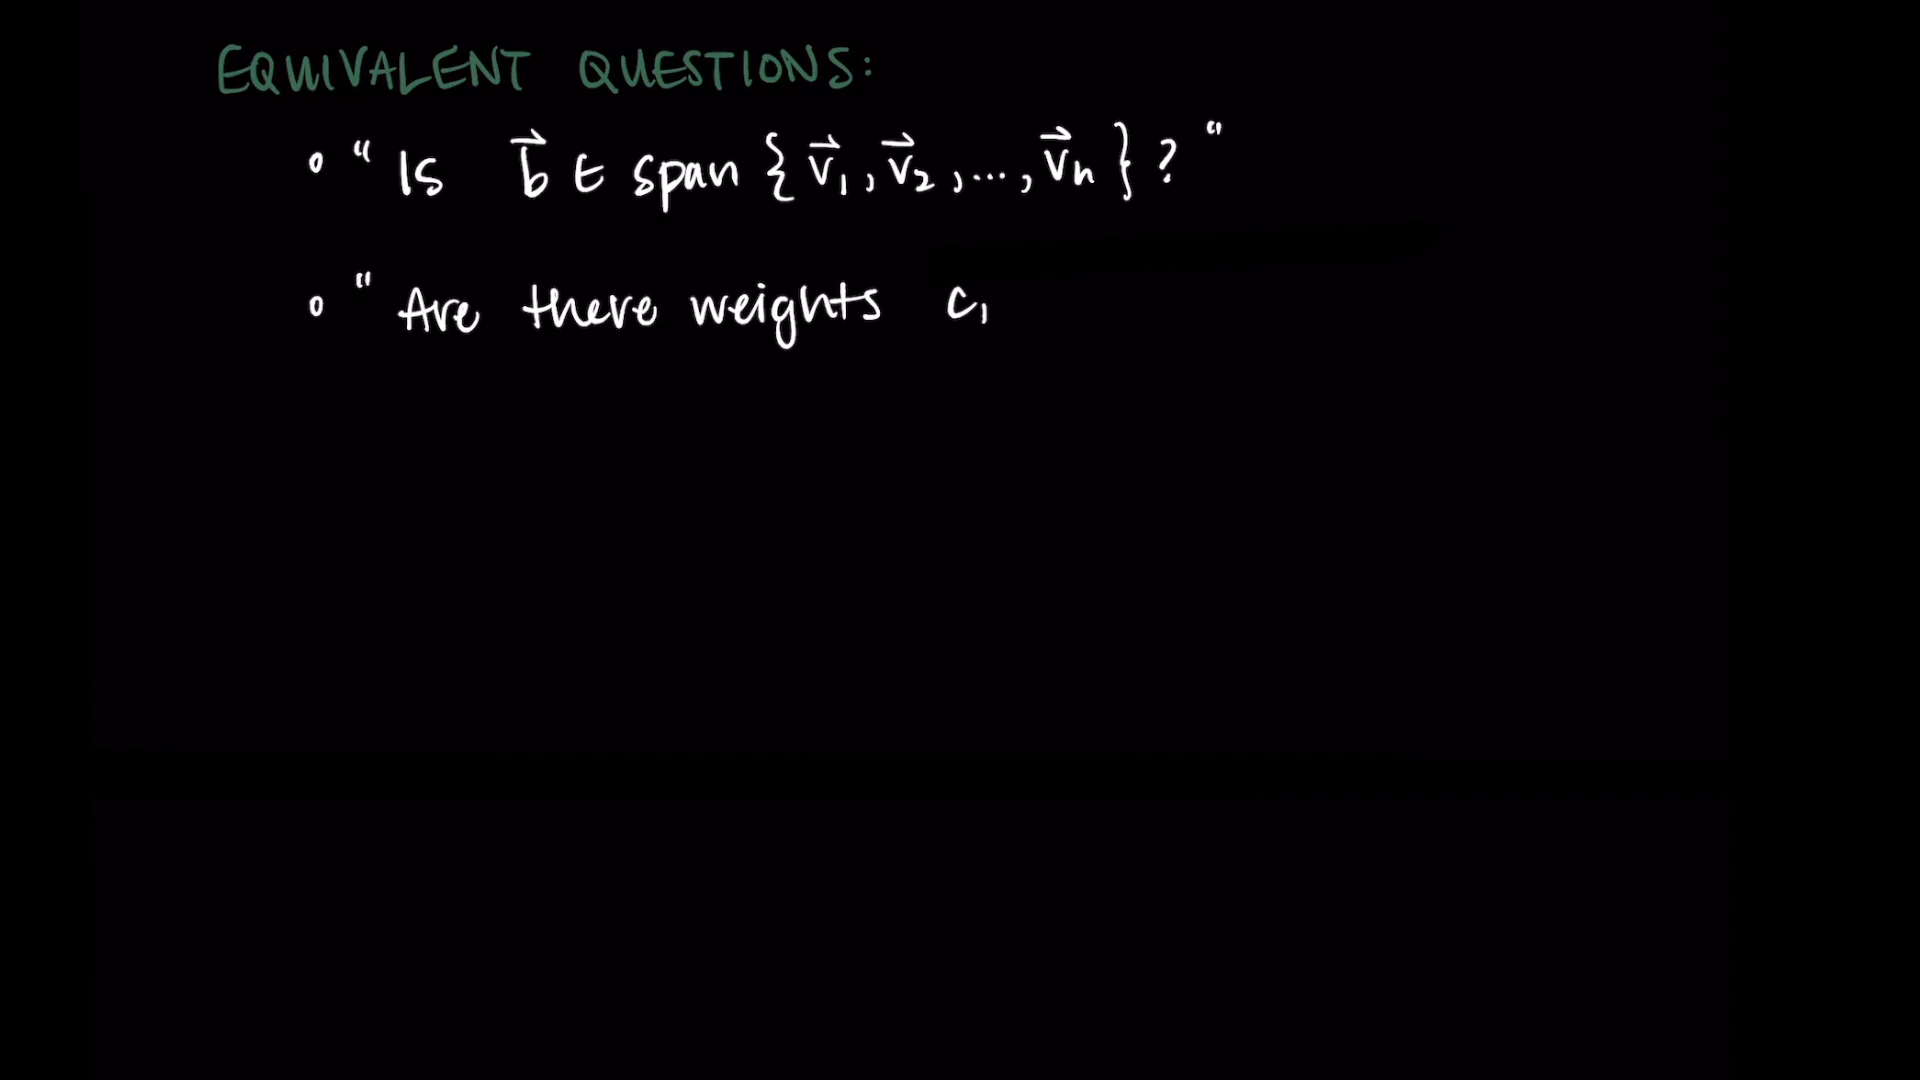 EQUIVALENT QUESTIONS:
◦ "Is b⃗ ∈ span {v⃗₁, v⃗₂, ..., v⃗ₙ}?"
◦ "Are there weights c₁